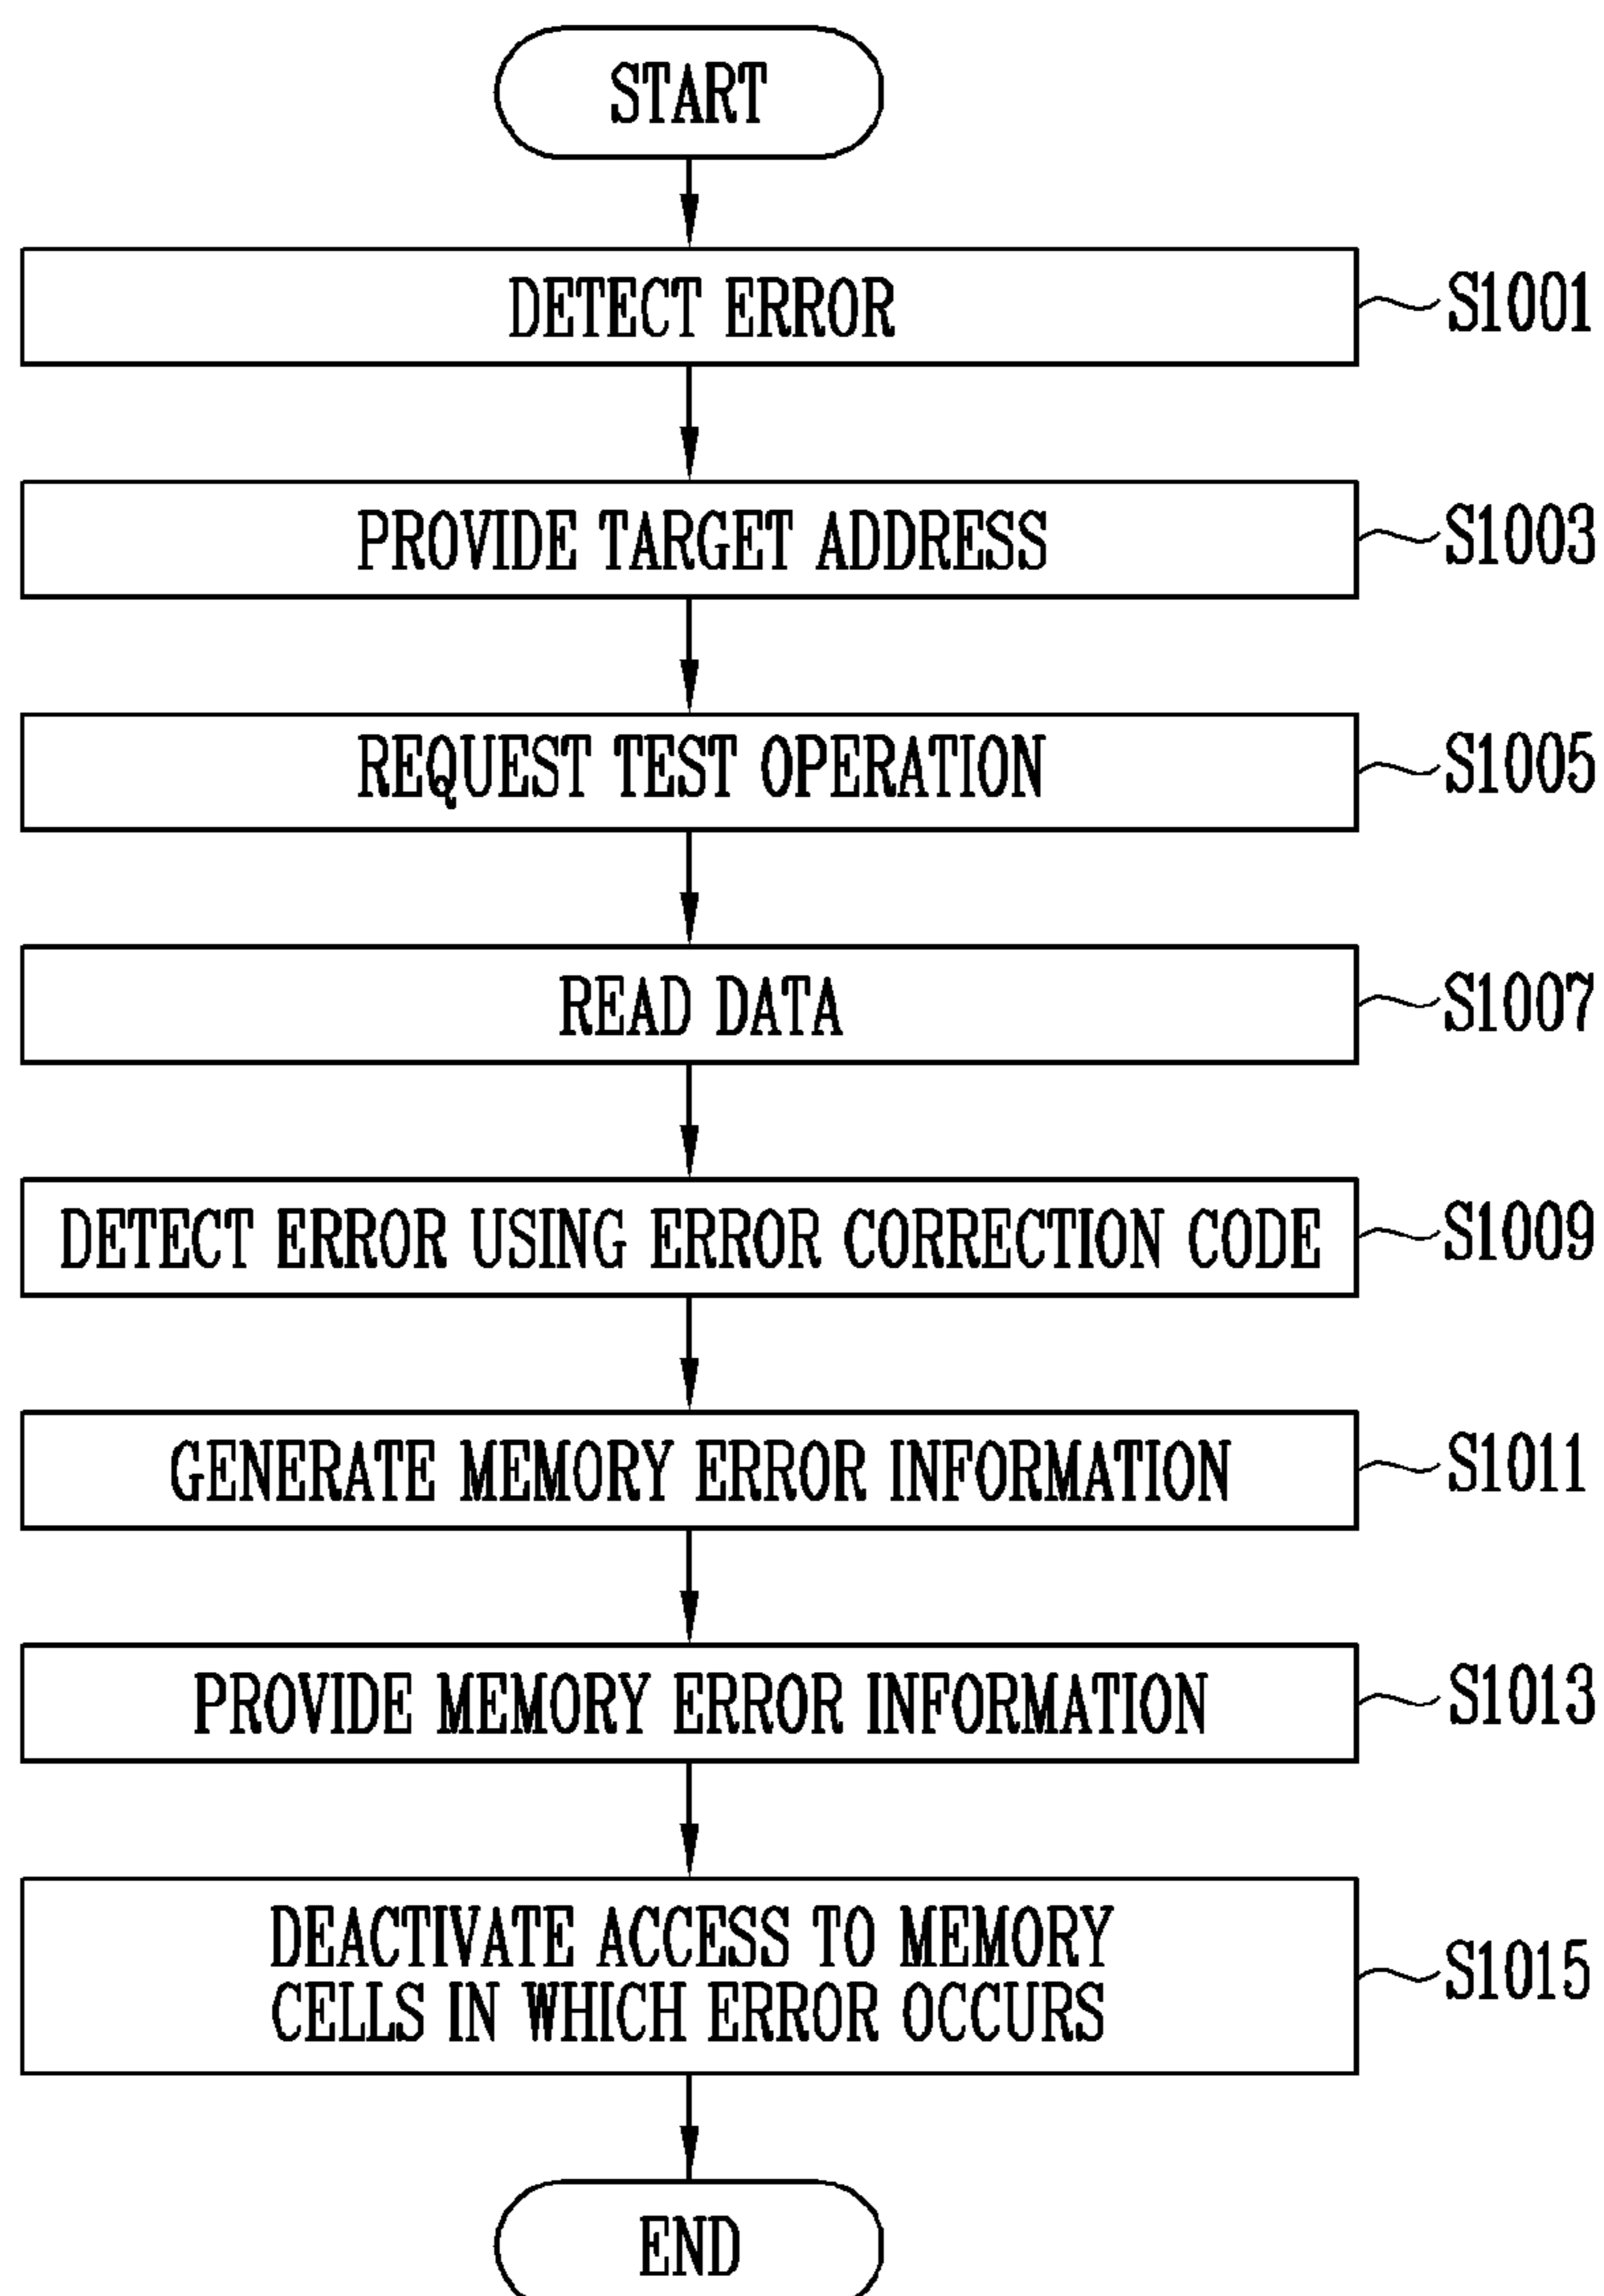 START
DETECT ERROR
S1001
PROVIDE TARGET ADDRESS
S1003
REQUEST TEST OPERATION
S1005
READ DATA
S1007
DETECT ERROR USING ERROR CORRECTION CODE
S1009
GENERATE MEMORY ERROR INFORMATION
S1011
PROVIDE MEMORY ERROR INFORMATION
S1013
DEACTIVATE ACCESS TO MEMORY
CELLS IN WHICH ERROR OCCURS
S1015
END